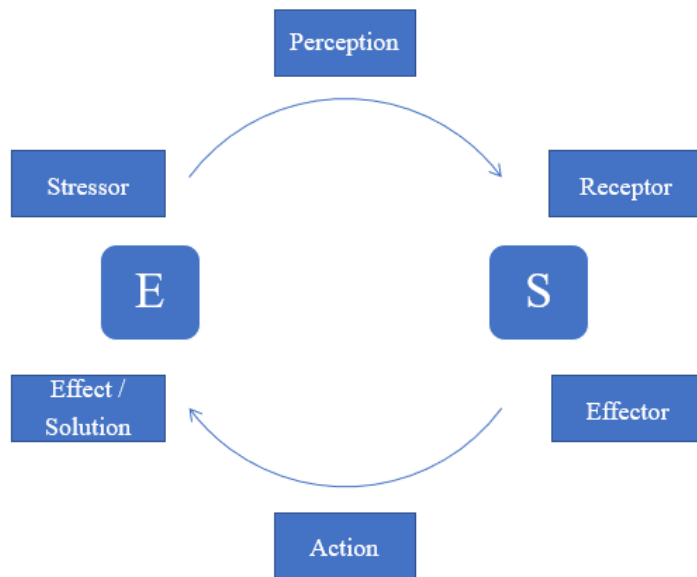 Perception
Stressor
Receptor
E
S
Effect /
Solution
Effector
Action